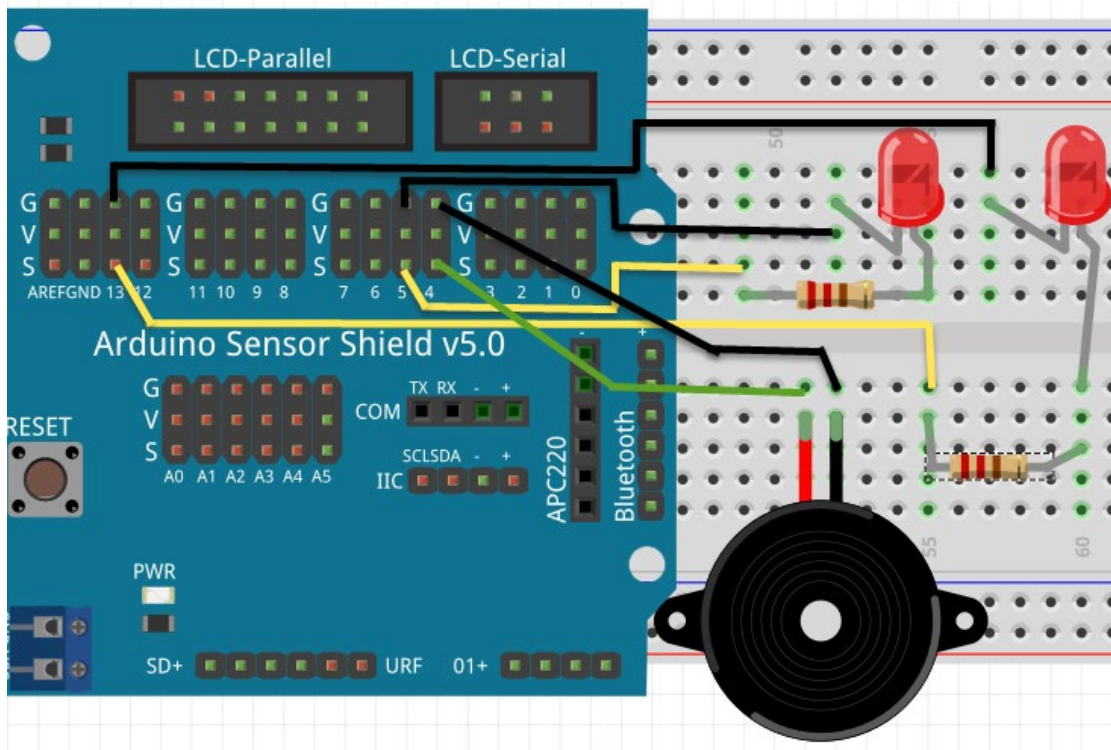 LCD-Parallel LCD-Serial
50
G G G G
V V V V
S S S S
AREFGND 13 12 11 10 9 8 7 6 5 4 3 2 1 0
Arduino Sensor Shield v5.0
- +
G
V
S
A0 A1 A2 A3 A4 A5
RESET
TX RX - +
COM
SCLSDA - +
IIC
APC220
Bluetooth
55 60
PWR
SD+ URF 01+